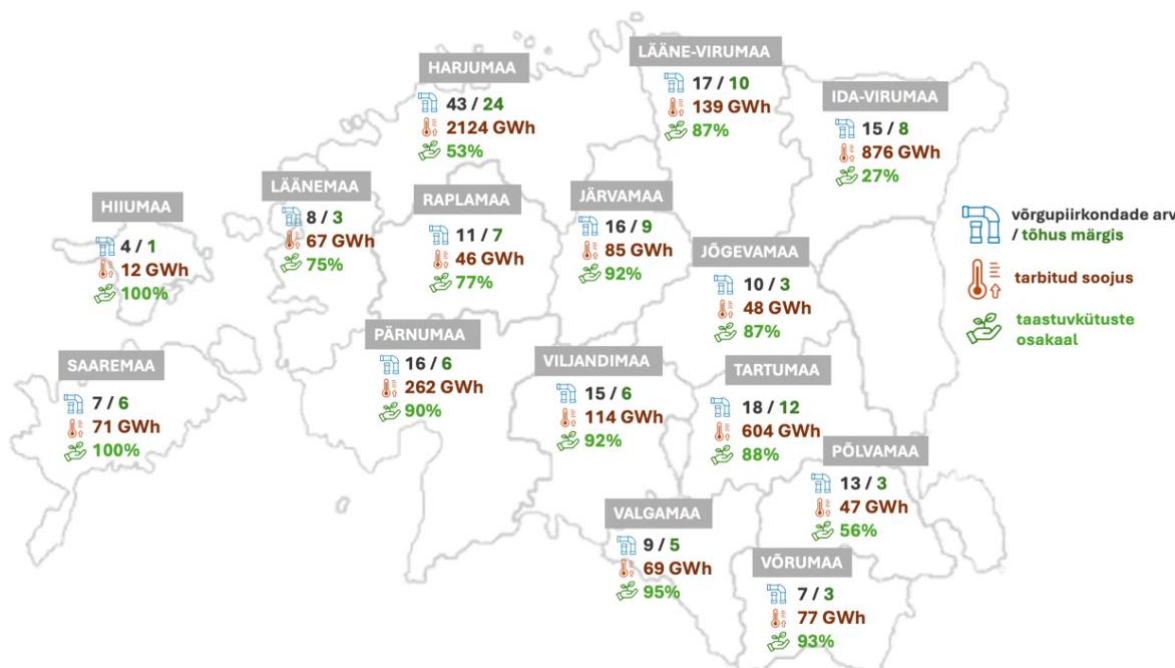 LÄÄNE-VIRUMAA
17 / 10
139 GWh
87%
HARJUMAA
43 / 24
2124 GWh
53%
IDA-VIRUMAA
15 / 8
876 GWh
27%
HIIUMAA
4 / 1
12 GWh
100%
LÄÄNEMAA
8 / 3
67 GWh
75%
RAPLAMAA
11 / 7
46 GWh
77%
JÄRVAMAA
16 / 9
85 GWh
92%
JÕGEVAMAA
10 / 3
48 GWh
87%
võrgupiirkondade arv
/ tõhus märgis
tarbitud soojus
taastuvkütuste
osakaal
SAAREMAA
7 / 6
71 GWh
100%
PÄRNUMAA
16 / 6
262 GWh
90%
VILJANDIMAA
15 / 6
114 GWh
92%
TARTUMAA
18 / 12
604 GWh
88%
PÕLVAMAA
13 / 3
47 GWh
56%
VALGAMAA
9 / 5
69 GWh
95%
VÕRUMAA
7 / 3
77 GWh
93%